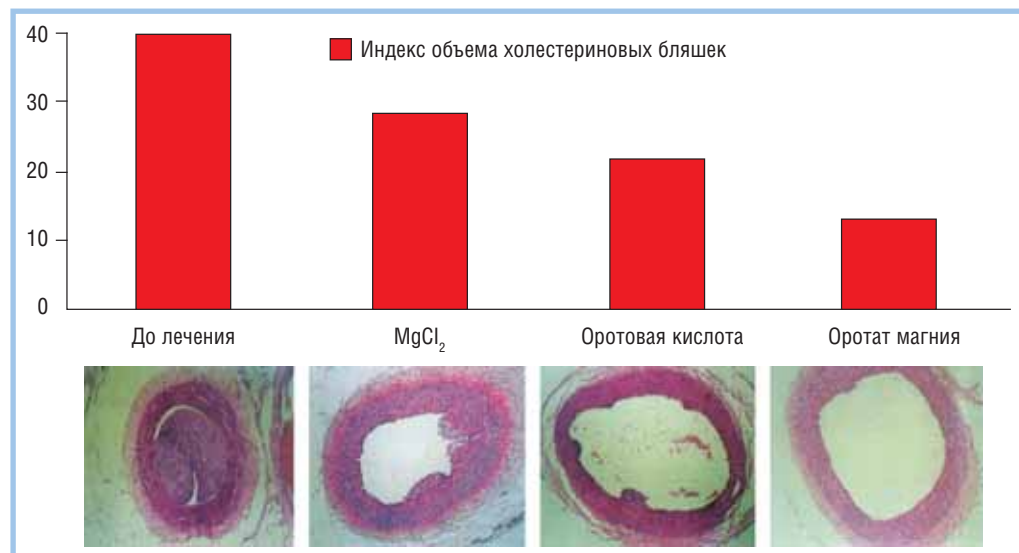 40
Индекс объема холестериновых бляшек
30
20
10
0
До лечения
MgCl₂
Оротовая кислота
Оротат магния